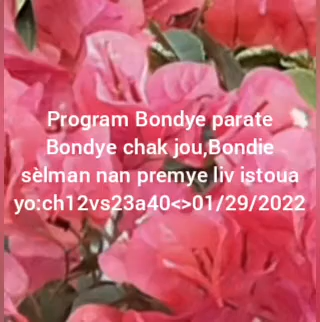 Program Bondye parate
Bondye chak jou,Bondie
sèlman nan premye liv istoua
yo:ch12vs23a40<>01/29/2022